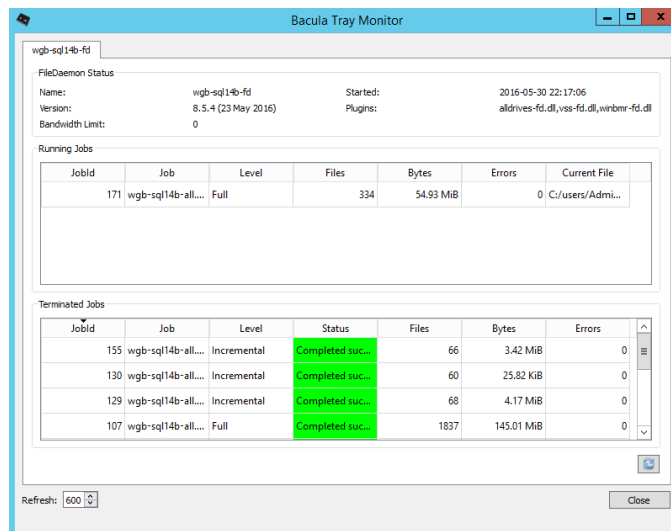 Bacula Tray Monitor
wgb-sql14b-fd
FileDaemon Status
Name: wgb-sql14b-fd Started: 2016-05-30 22:17:06
Version: 8.5.4 (23 May 2016) Plugins: alldrives-fd.dll,vss-fd.dll,winbmr-fd.dll
Bandwidth Limit: 0
Running Jobs
JobId Job Level Files Bytes Errors Current File
171 wgb-sql14b-all.... Full 334 54.93 MiB 0 C:/users/Admi...
Terminated Jobs
JobId Job Level Status Files Bytes Errors
155 wgb-sql14b-all.... Incremental Completed suc... 66 3.42 MiB 0
130 wgb-sql14b-all.... Incremental Completed suc... 60 25.82 KiB 0
129 wgb-sql14b-all.... Incremental Completed suc... 68 4.17 MiB 0
107 wgb-sql14b-all.... Full Completed suc... 1837 145.01 MiB 0
Refresh: 600 Close